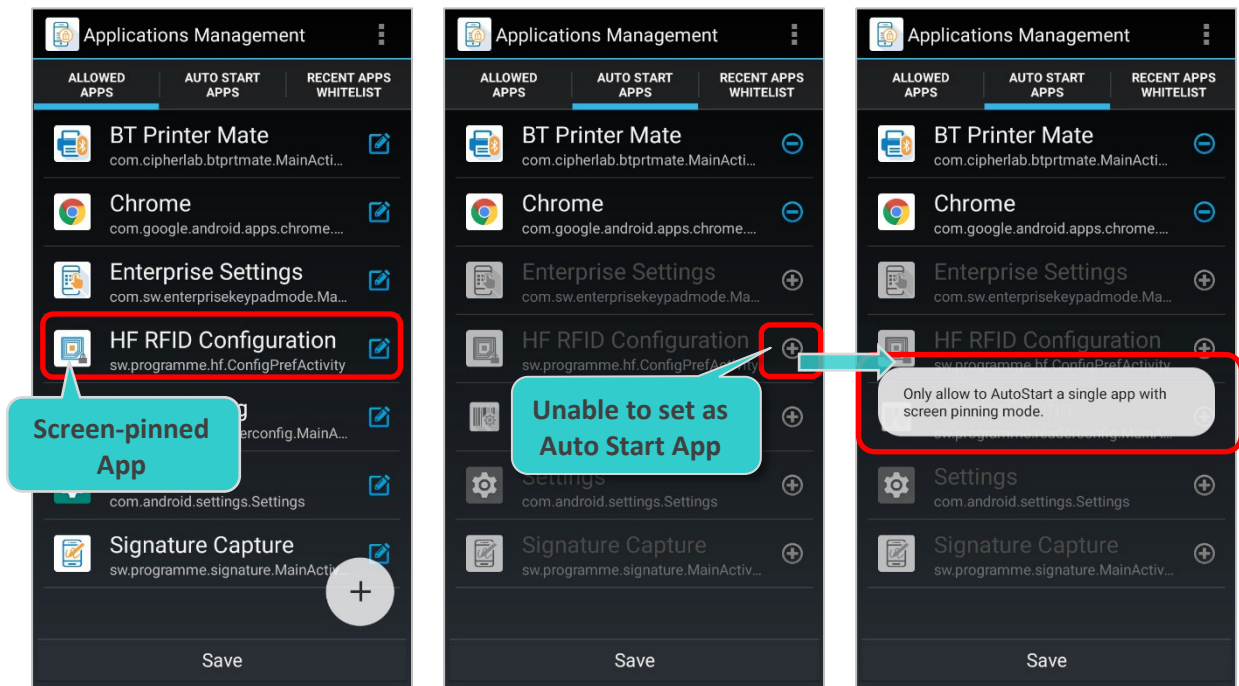 Applications Management
ALLOWED APPS
AUTO START APPS
RECENT APPS WHITELIST
BT Printer Mate
com.cipherlab.btprtmate.MainActi...
Chrome
com.google.android.apps.chrome....
Enterprise Settings
com.sw.enterprisekeypadmode.Ma...
HF RFID Configuration
sw.programme.hf.ConfigPrefActivity
Screen-pinned
App
com.android.settings.Settings
Signature Capture
+
Save
Applications Management
ALLOWED APPS
AUTO START APPS
RECENT APPS WHITELIST
BT Printer Mate
com.cipherlab.btprtmate.MainActi...
Chrome
com.google.android.apps.chrome....
Enterprise Settings
com.sw.enterprisekeypadmode.Ma...
HF RFID Configuration
Unable to set as
Auto Start App
Settings
com.android.settings.Settings
Signature Capture
sw.programme.signature.MainActiv...
Save
Applications Management
ALLOWED APPS
AUTO START APPS
RECENT APPS WHITELIST
BT Printer Mate
com.cipherlab.btprtmate.MainActi...
Chrome
com.google.android.apps.chrome....
Enterprise Settings
com.sw.enterprisekeypadmode.Ma...
HF RFID Configuration
sw.programme.hf.ConfigPrefActivity
Only allow to AutoStart a single app with
screen pinning mode.
Settings
com.android.settings.Settings
Signature Capture
sw.programme.signature.MainActiv...
Save